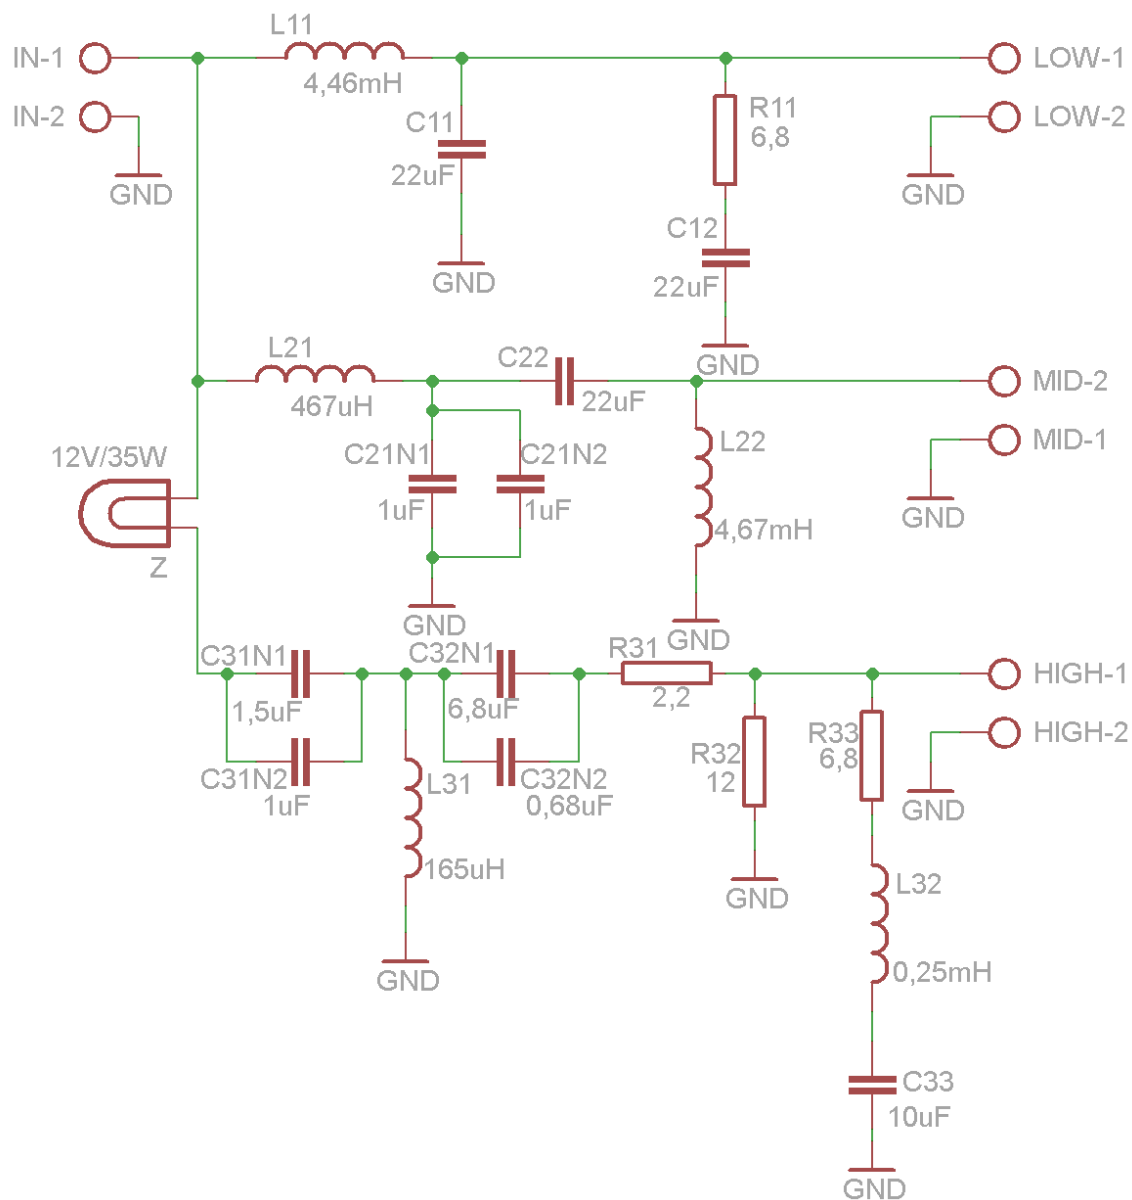 L11
IN-1
LOW-1
4,46mH
R11
6,8
IN-2
C11
LOW-2
22uF
GND
GND
C12
GND
22uF
L21
C22
GND
MID-2
467uH
22uF
L22
MID-1
12V/35W
C21N1
C21N2
1uF
1uF
GND
4,67mH
Z
GND
GND
R31
C31N1
C32N1
HIGH-1
1,5uF
6,8uF
2,2
R33
6,8
HIGH-2
R32
12
C31N2
L31
C32N2
1uF
0,68uF
GND
165uH
L32
GND
GND
0,25mH
C33
10uF
GND